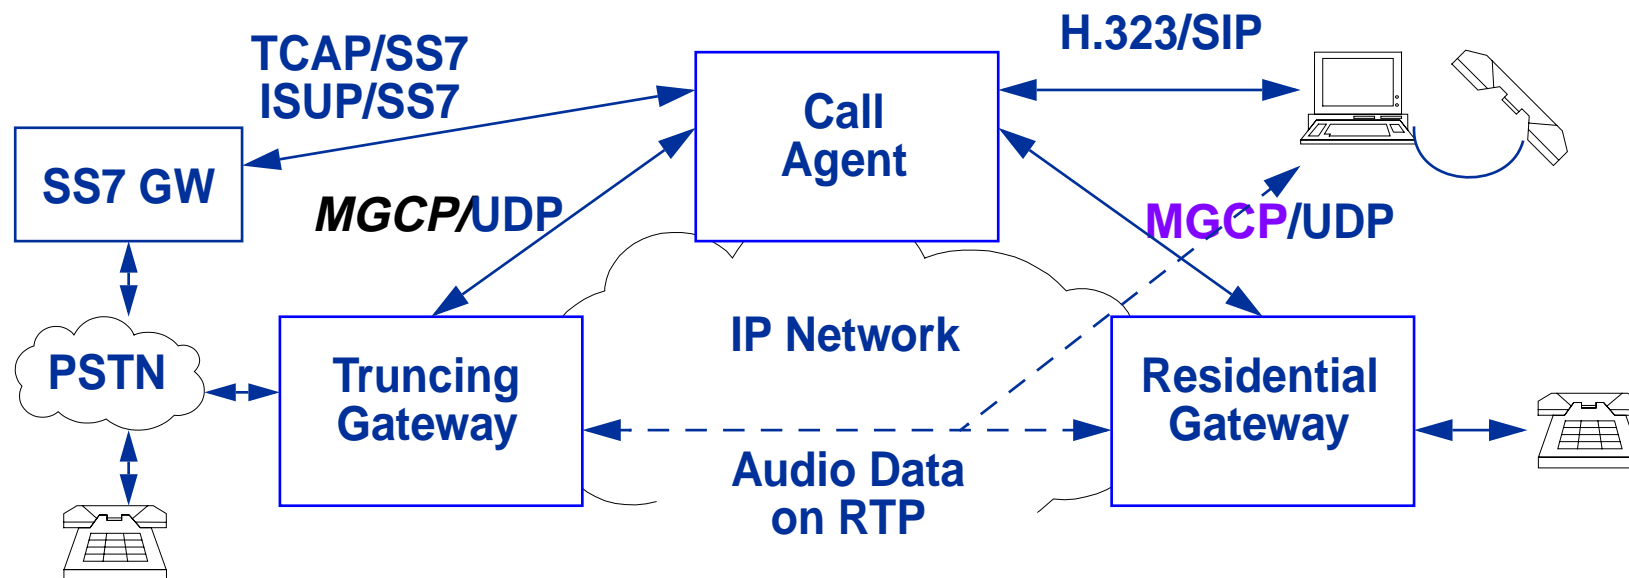 TCAP/SS7
ISUP/SS7
H.323/SIP
Call
Agent
SS7 GW
MGCP/UDP
MGCP/UDP
IP Network
PSTN
Truncing
Gateway
Residential
Gateway
Audio Data
on RTP